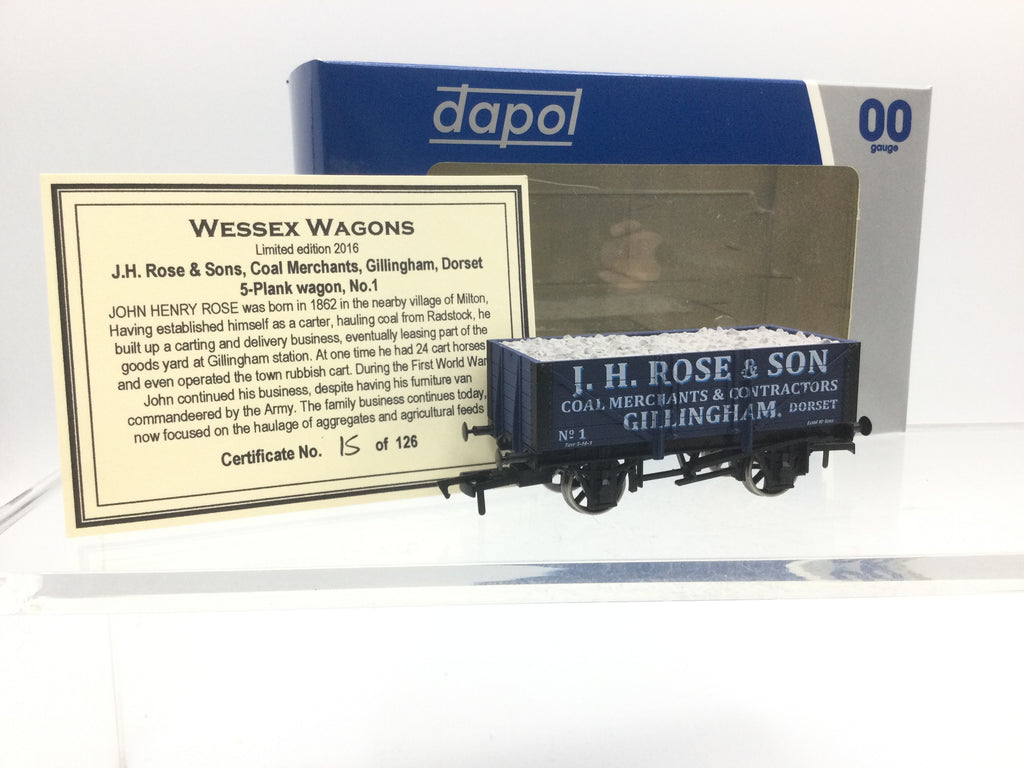 dapol
00
gauge
WESSEX WAGONS
Limited edition 2016
J.H. Rose & Sons, Coal Merchants, Gillingham, Dorset
5-Plank wagon, No.1
JOHN HENRY ROSE was born in 1862 in the nearby village of Milton,
Having established himself as a carter, hauling coal from Radstock, he
built up a carting and delivery business, eventually leasing part of the
goods yard at Gillingham station. At one time he had 24 cart horses
and even operated the town rubbish cart. During the First World War
John continued his business, despite having his furniture van
commandeered by the Army. The family business continues today,
now focused on the haulage of aggregates and agricultural feeds
Certificate No. 15 of 126
J. H. ROSE & SON
COAL MERCHANTS & CONTRACTORS
GILLINGHAM. DORSET
Nº 1